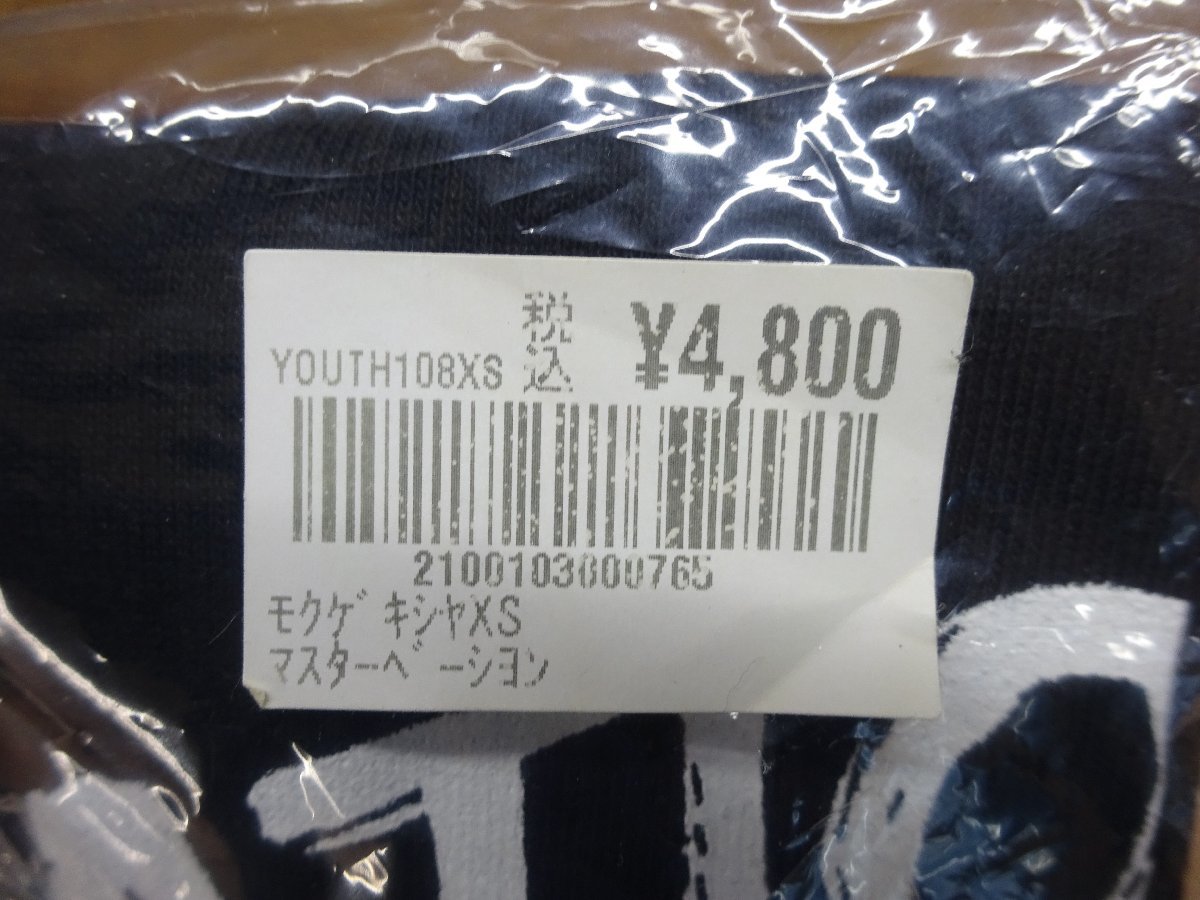 YOUTH108XS 税込 ¥4,800
2100103600765
モクゲキシャXS
マスターベーション